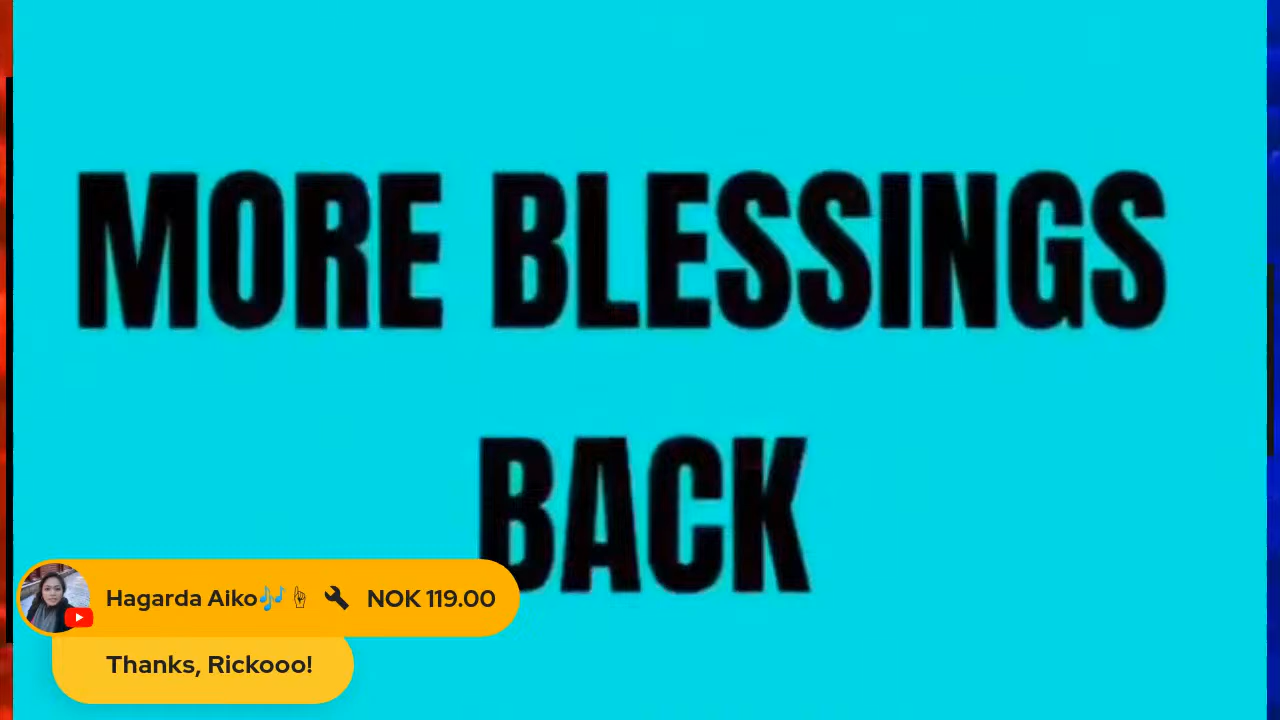 MORE BLESSINGS
BACK
Hagarda Aiko🎶☝ 🔧 NOK 119.00
Thanks, Rickooo!